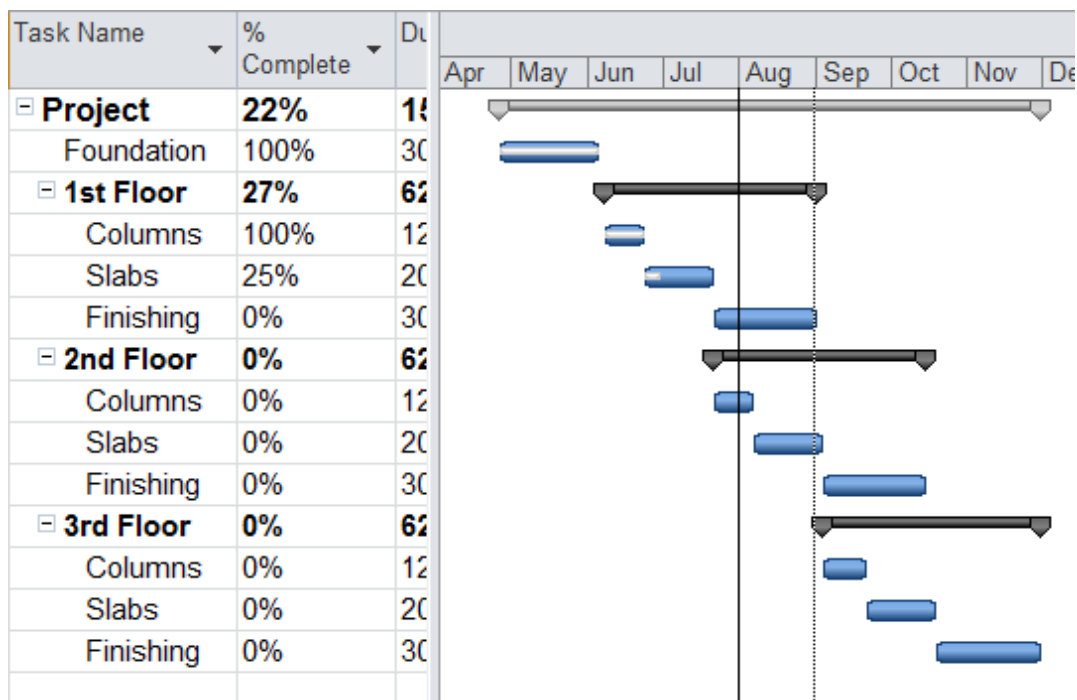 Task Name % Complete Du
Apr May Jun Jul Aug Sep Oct Nov De
Project 22% 15
Foundation 100% 30
1st Floor 27% 62
Columns 100% 12
Slabs 25% 20
Finishing 0% 30
2nd Floor 0% 62
Columns 0% 12
Slabs 0% 20
Finishing 0% 30
3rd Floor 0% 62
Columns 0% 12
Slabs 0% 20
Finishing 0% 30